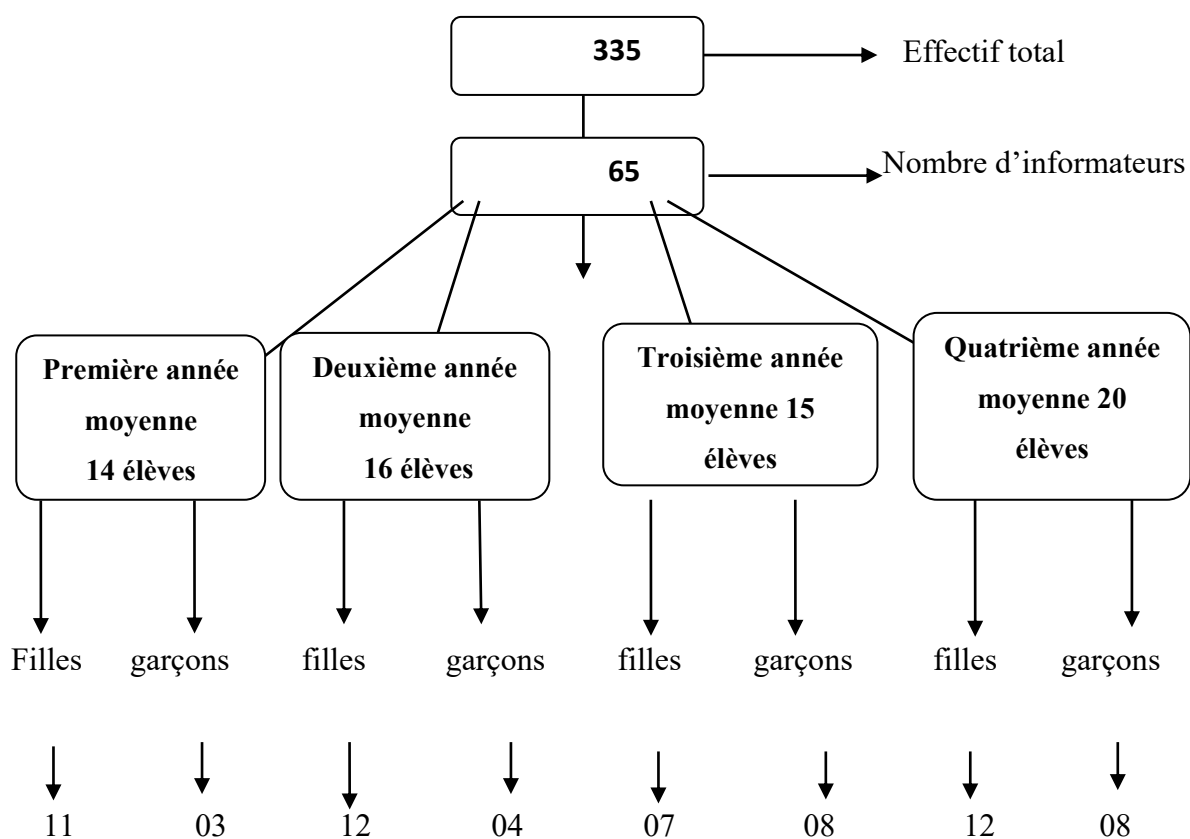 335
Effectif total
65
Nombre d’informateurs
Première année
moyenne
14 élèves
Deuxième année
moyenne
16 élèves
Troisième année
moyenne 15
élèves
Quatrième année
moyenne 20
élèves
Filles garçons filles garçons filles garçons filles garçons
11 03 12 04 07 08 12 08